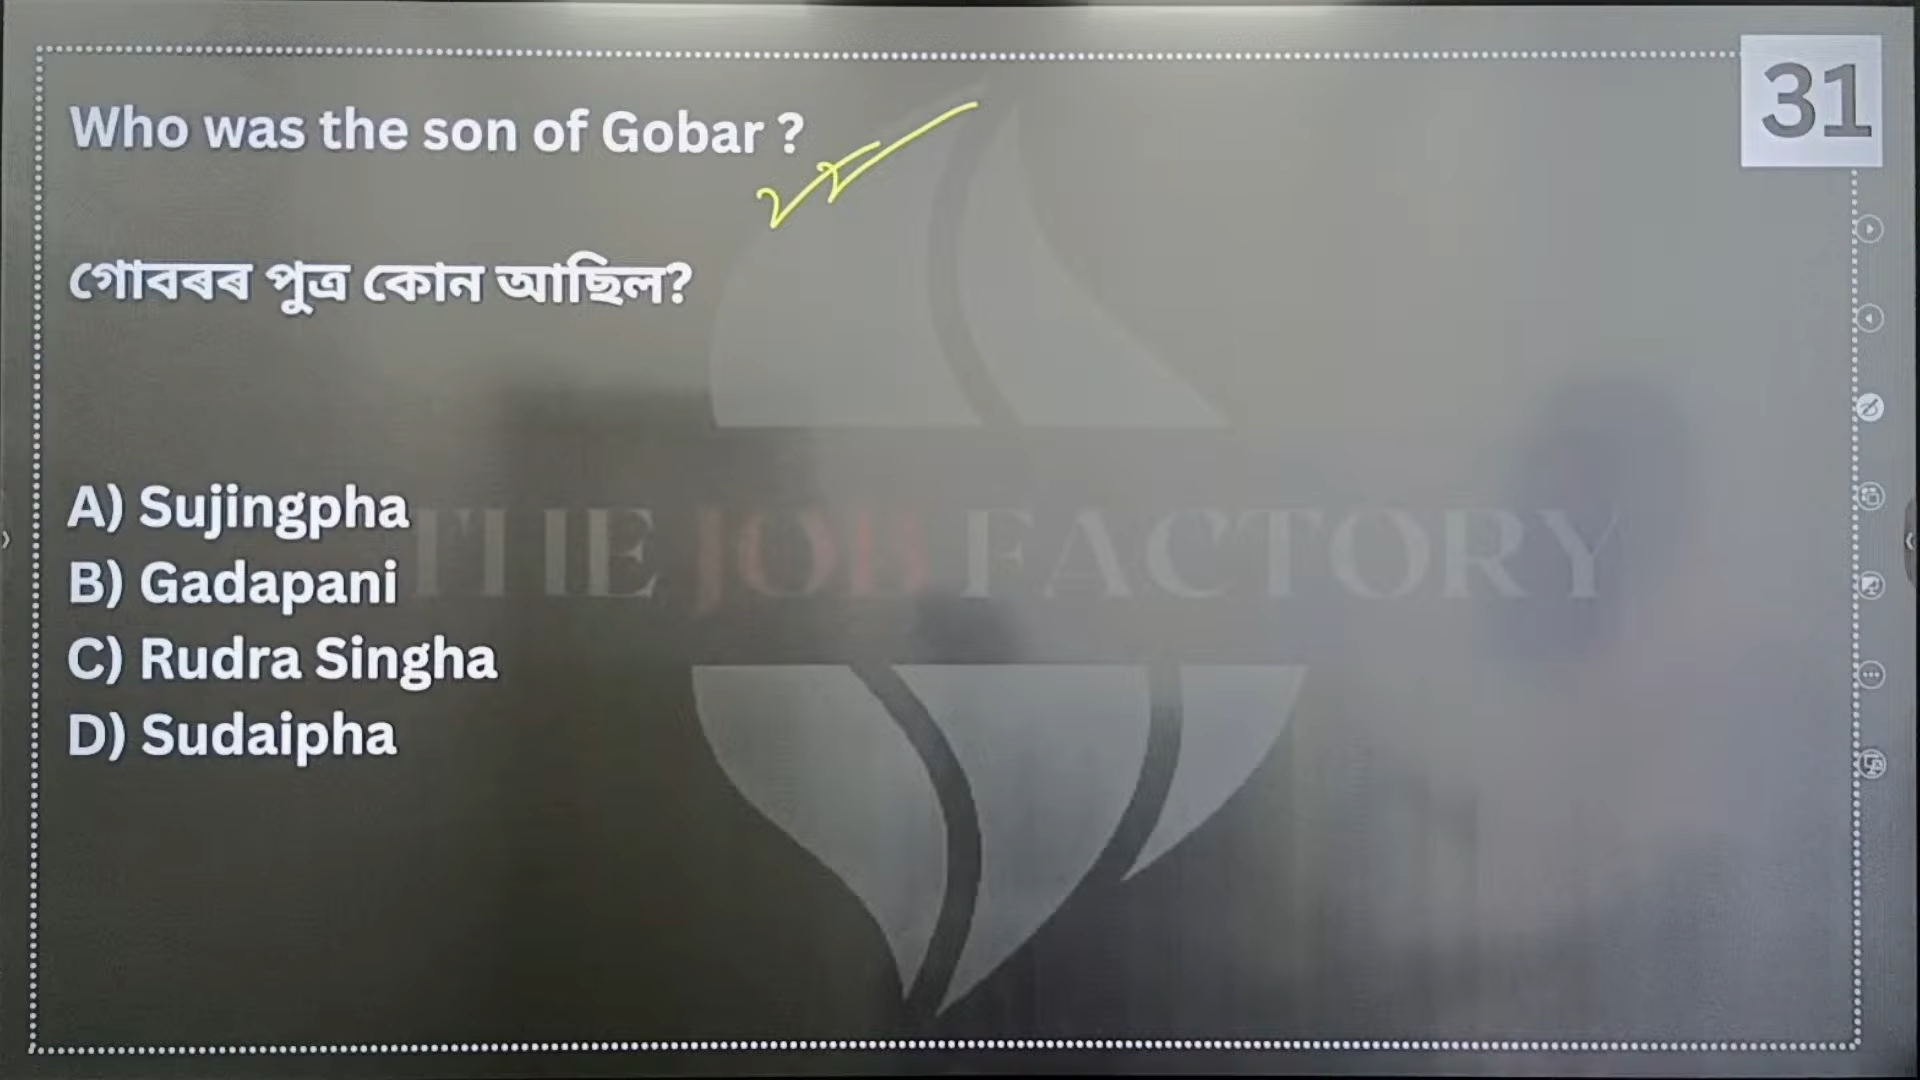 31
Who was the son of Gobar ?
গোবৰৰ পুত্ৰ কোন আছিল?
A) Sujingpha
B) Gadapani
C) Rudra Singha
D) Sudaipha
THE JOB FACTORY